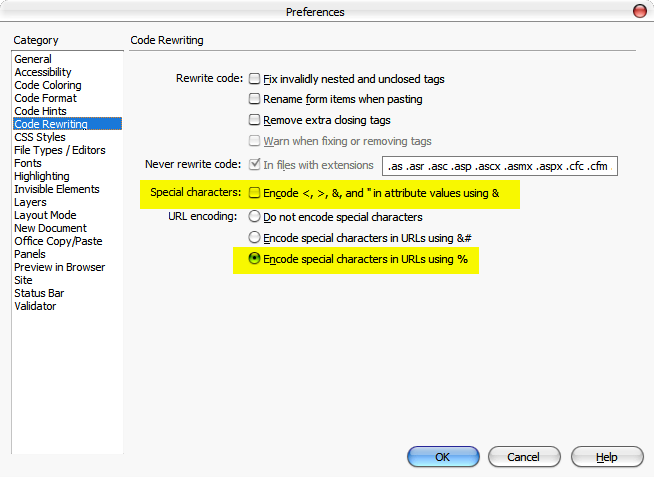 Preferences
Category
Code Rewriting
General
Accessibility
Code Coloring
Code Format
Code Hints
Code Rewriting
CSS Styles
File Types / Editors
Fonts
Highlighting
Invisible Elements
Layers
Layout Mode
New Document
Office Copy/Paste
Panels
Preview in Browser
Site
Status Bar
Validator
Rewrite code: Fix invalidly nested and unclosed tags
Rename form items when pasting
Remove extra closing tags
Warn when fixing or removing tags
Never rewrite code: In files with extensions .as .asr .asc .asp .ascx .asmx .aspx .cfc .cfm .
Special characters: Encode <, >, &, and " in attribute values using &
URL encoding: Do not encode special characters
Encode special characters in URLs using &#
Encode special characters in URLs using %
OK Cancel Help